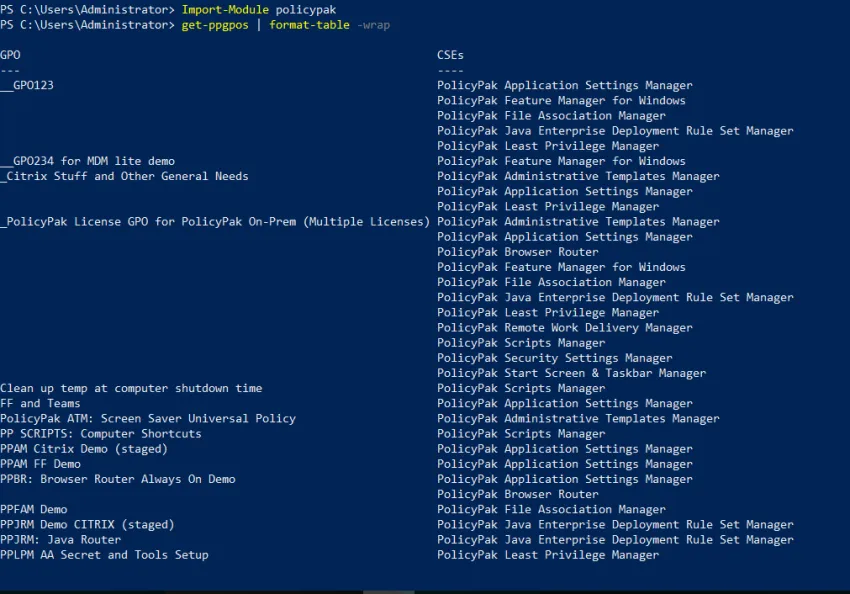 PS C:\Users\Administrator> Import-Module policypak
PS C:\Users\Administrator> get-ppgpos | format-table -wrap
GPO CSEs
--- ----
__GPO123 PolicyPak Application Settings Manager
PolicyPak Feature Manager for Windows
PolicyPak File Association Manager
PolicyPak Java Enterprise Deployment Rule Set Manager
PolicyPak Least Privilege Manager
__GPO234 for MDM lite demo PolicyPak Feature Manager for Windows
_Citrix Stuff and Other General Needs PolicyPak Administrative Templates Manager
PolicyPak Application Settings Manager
PolicyPak Least Privilege Manager
_PolicyPak License GPO for PolicyPak On-Prem (Multiple Licenses) PolicyPak Administrative Templates Manager
PolicyPak Application Settings Manager
PolicyPak Browser Router
PolicyPak Feature Manager for Windows
PolicyPak File Association Manager
PolicyPak Java Enterprise Deployment Rule Set Manager
PolicyPak Least Privilege Manager
PolicyPak Remote Work Delivery Manager
PolicyPak Scripts Manager
PolicyPak Security Settings Manager
PolicyPak Start Screen & Taskbar Manager
Clean up temp at computer shutdown time PolicyPak Scripts Manager
FF and Teams PolicyPak Application Settings Manager
PolicyPak ATM: Screen Saver Universal Policy PolicyPak Administrative Templates Manager
PP SCRIPTS: Computer Shortcuts PolicyPak Scripts Manager
PPAM Citrix Demo (staged) PolicyPak Application Settings Manager
PPAM FF Demo PolicyPak Application Settings Manager
PPBR: Browser Router Always On Demo PolicyPak Application Settings Manager
PolicyPak Browser Router
PPFAM Demo PolicyPak File Association Manager
PPJRM Demo CITRIX (staged) PolicyPak Java Enterprise Deployment Rule Set Manager
PPJRM: Java Router PolicyPak Java Enterprise Deployment Rule Set Manager
PPLPM AA Secret and Tools Setup PolicyPak Least Privilege Manager